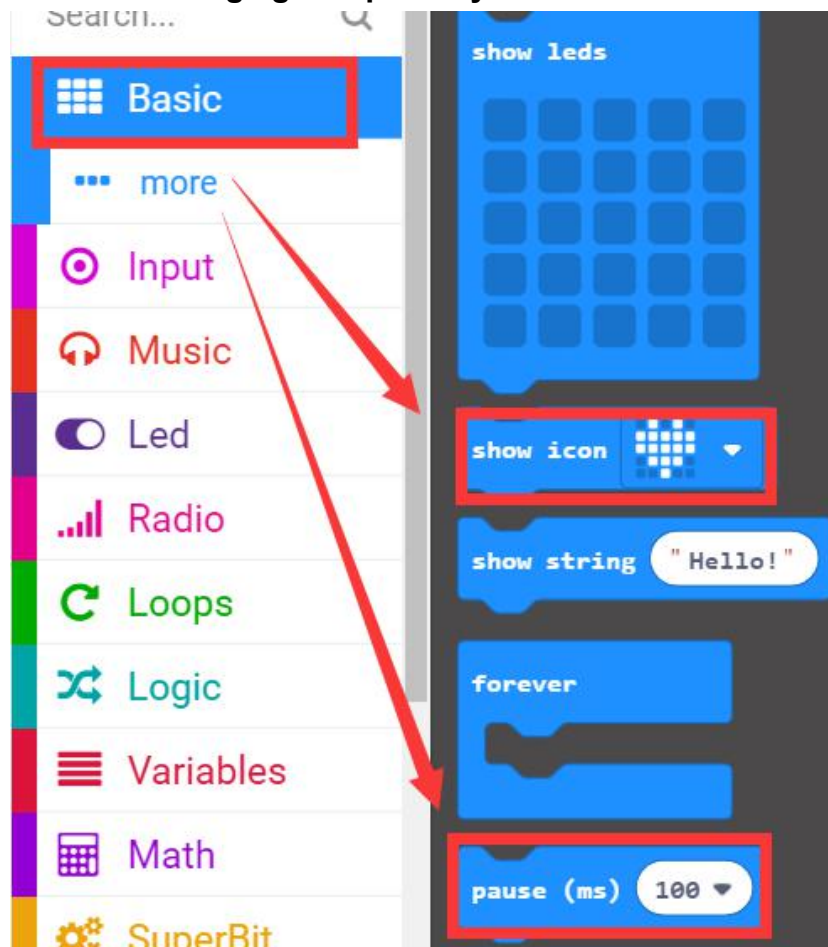 Search...
Basic
more
Input
Music
Led
Radio
Loops
Logic
Variables
Math
SuperBit
show leds
show icon
show string "Hello!"
forever
pause (ms) 100